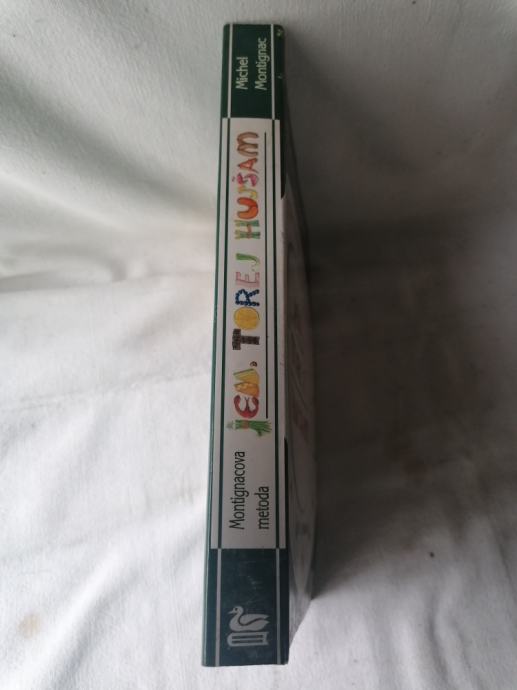 Montignacova
metoda
JEM, TOREJ HUJŠAM
Michel
Montignac